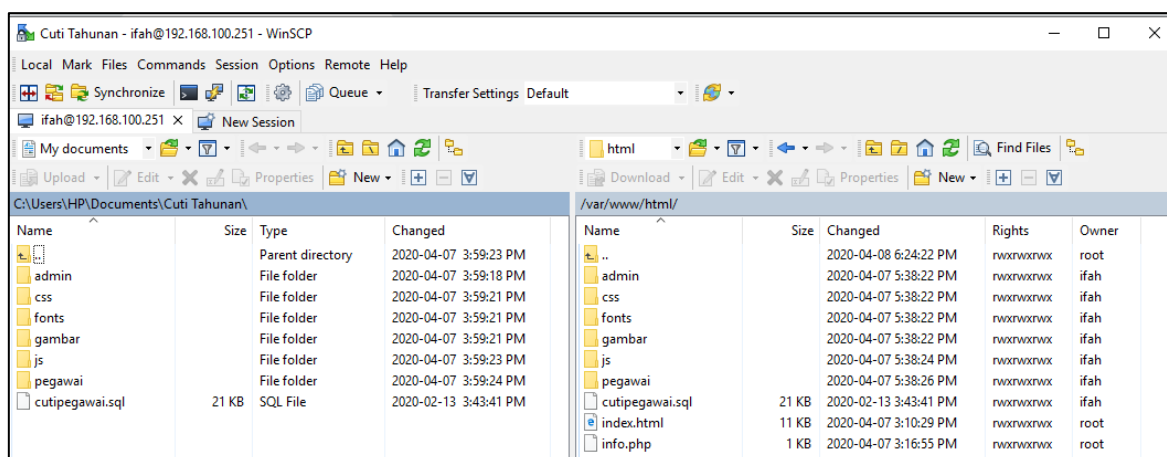 Cuti Tahunan - ifah@192.168.100.251 - WinSCP
Local Mark Files Commands Session Options Remote Help
Synchronize Queue Transfer Settings Default
ifah@192.168.100.251 New Session
My documents html Find Files
Upload Edit Properties New Download Edit Properties New
C:\Users\HP\Documents\Cuti Tahunan\ /var/www/html/
Name Size Type Changed Name Size Changed Rights Owner
.. Parent directory 2020-04-07 3:59:23 PM .. 2020-04-08 6:24:22 PM rwxrwxrwx root
admin File folder 2020-04-07 3:59:18 PM admin 2020-04-07 5:38:22 PM rwxrwxrwx ifah
css File folder 2020-04-07 3:59:21 PM css 2020-04-07 5:38:22 PM rwxrwxrwx ifah
fonts File folder 2020-04-07 3:59:21 PM fonts 2020-04-07 5:38:22 PM rwxrwxrwx ifah
gambar File folder 2020-04-07 3:59:21 PM gambar 2020-04-07 5:38:22 PM rwxrwxrwx ifah
js File folder 2020-04-07 3:59:23 PM js 2020-04-07 5:38:24 PM rwxrwxrwx ifah
pegawai File folder 2020-04-07 3:59:24 PM pegawai 2020-04-07 5:38:26 PM rwxrwxrwx ifah
cutipegawai.sql 21 KB SQL File 2020-02-13 3:43:41 PM cutipegawai.sql 21 KB 2020-02-13 3:43:41 PM rwxrwxrwx ifah
index.html 11 KB 2020-04-07 3:10:29 PM rwxrwxrwx root
info.php 1 KB 2020-04-07 3:16:55 PM rwxrwxrwx root